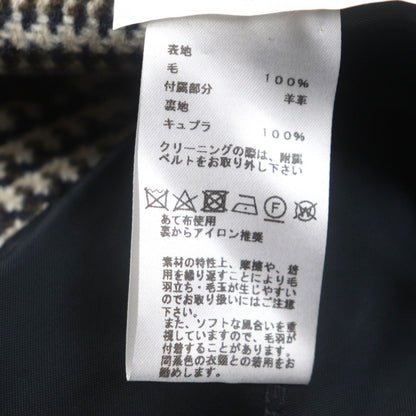 表地
毛 100%
付属部分 羊革
裏地
キュプラ 100%
クリーニングの際は、附属
ベルトをお取り外し下さい
F W
あて布使用
裏からアイロン推奨
素材の特性上、摩擦や、着
用を繰り返すことにより毛
羽立ち・毛玉が生じやすい
のでお取り扱いにはご注意
下さい。
また、ソフトな風合いを重
視していますので、毛羽が
付着することがあります。
同系色の衣類との着用をお
勧めします。